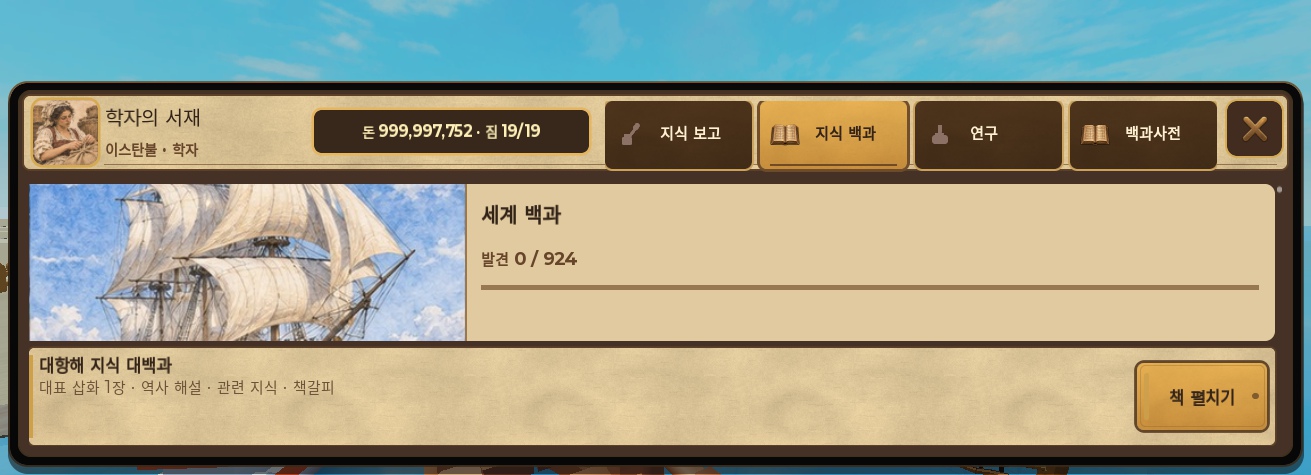 학자의 서재
이스탄불 • 학자
돈 999,997,752 · 짐 19/19
지식 보고
지식 백과
연구
백과사전
세계 백과
발견 0 / 924
대항해 지식 대백과
대표 삽화 1장 · 역사 해설 · 관련 지식 · 책갈피
책 펼치기